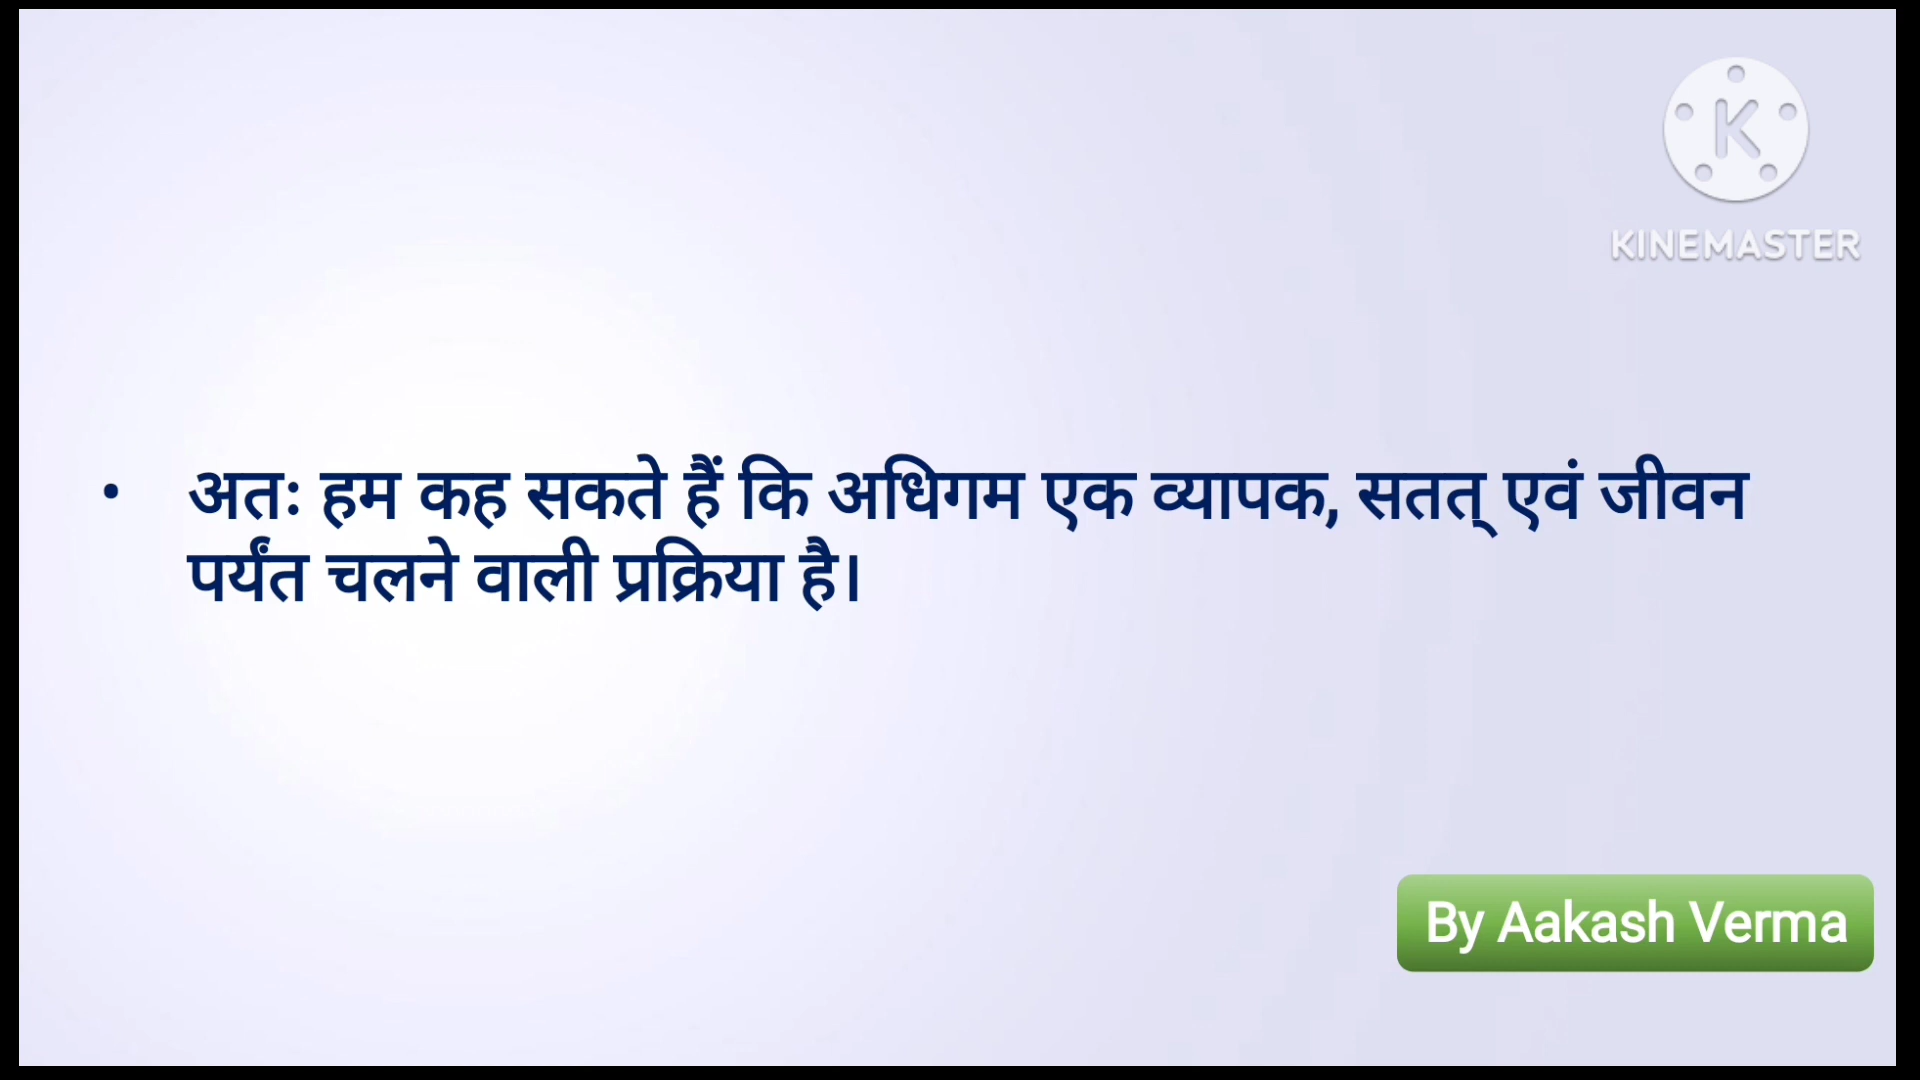 K
KINEMASTER
• अतः हम कह सकते हैं कि अधिगम एक व्यापक, सतत् एवं जीवन
पर्यंत चलने वाली प्रक्रिया है।
By Aakash Verma